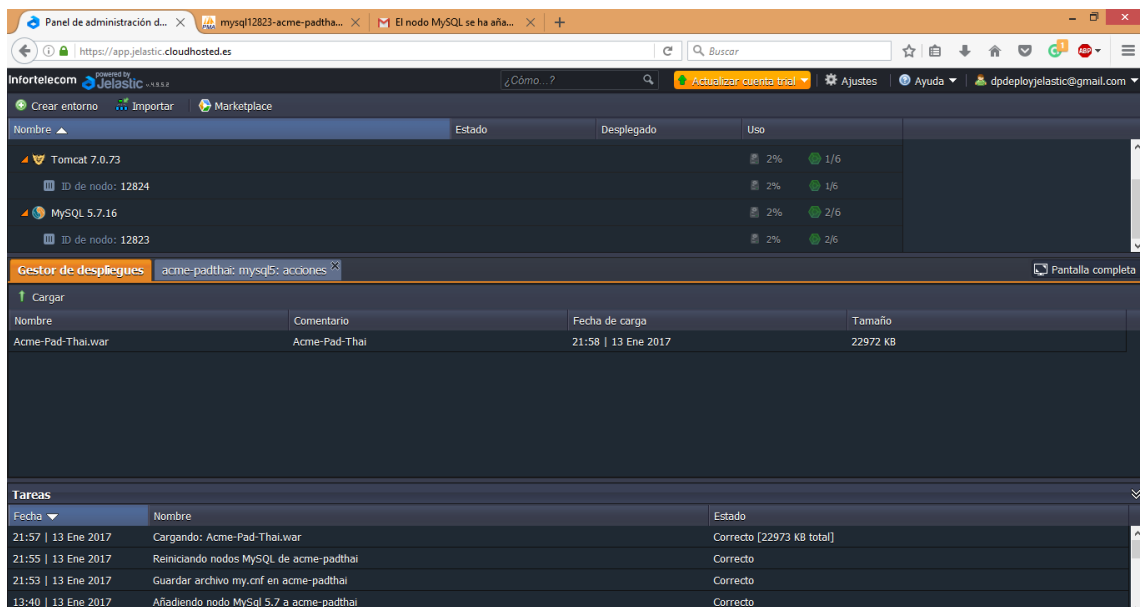 Panel de administración d... mysql12823-acme-padtha... El nodo MySQL se ha aña...
https://app.jelastic.cloudhosted.es Buscar ABP
Infortelecom powered by Jelastic v.4.9.5.2 ¿Cómo...? Actualizar cuenta trial Ajustes Ayuda dpdeployjelastic@gmail.com
Crear entorno Importar Marketplace
Nombre Estado Desplegado Uso
Tomcat 7.0.73 2% 1/6
ID de nodo: 12824 2% 1/6
MySQL 5.7.16 2% 2/6
ID de nodo: 12823 2% 2/6
Gestor de despliegues acme-padthai: mysql5: acciones Pantalla completa
Cargar
Nombre Comentario Fecha de carga Tamaño
Acme-Pad-Thai.war Acme-Pad-Thai 21:58 | 13 Ene 2017 22972 KB
Tareas
Fecha Nombre Estado
21:57 | 13 Ene 2017 Cargando: Acme-Pad-Thai.war Correcto [22973 KB total]
21:55 | 13 Ene 2017 Reiniciando nodos MySQL de acme-padthai Correcto
21:53 | 13 Ene 2017 Guardar archivo my.cnf en acme-padthai Correcto
13:40 | 13 Ene 2017 Añadiendo nodo MySql 5.7 a acme-padthai Correcto